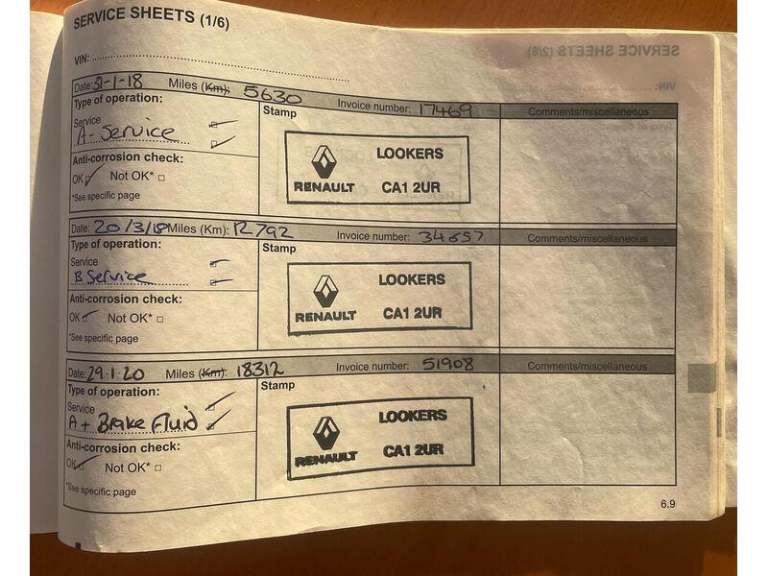 SERVICE SHEETS (1/6)
SERVICE SHEETS (2/6)
VIN:
VIN:
Date: 31-1-18 Miles (Km): 5630 Invoice number: 17469 Comments/miscellaneous
Type of operation:
Stamp
Service
A-Service
LOOKERS
RENAULT CA1 2UR
Anti-corrosion check:
OK Not OK*
*See specific page
Date: 20/3/18 Miles (Km): 12792 Invoice number: 34657 Comments/miscellaneous
Type of operation:
Stamp
Service
B Service
LOOKERS
RENAULT CA1 2UR
Anti-corrosion check:
OK Not OK*
*See specific page
Date: 29.1.20 Miles (Km): 18312 Invoice number: 51908 Comments/miscellaneous
Type of operation:
Stamp
Service
A + Brake Fluid
LOOKERS
RENAULT CA1 2UR
Anti-corrosion check:
OK Not OK*
*See specific page
6.9